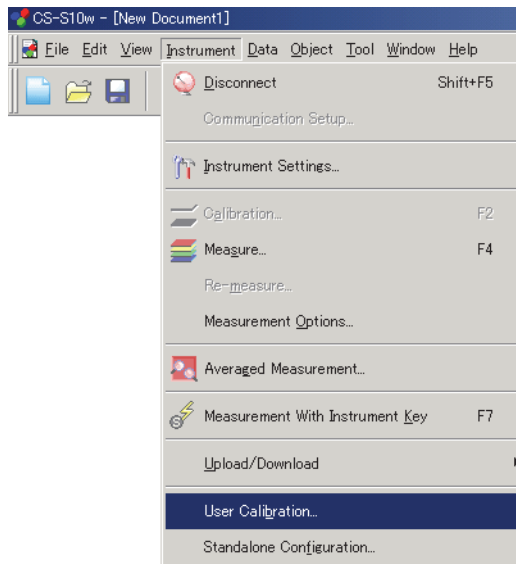 CS-S10w - [New Document1]
File Edit View Instrument Data Object Tool Window Help
Disconnect Shift+F5
Communication Setup...
Instrument Settings...
Calibration... F2
Measure... F4
Re-measure...
Measurement Options...
Averaged Measurement...
Measurement With Instrument Key F7
Upload/Download
User Calibration...
Standalone Configuration...